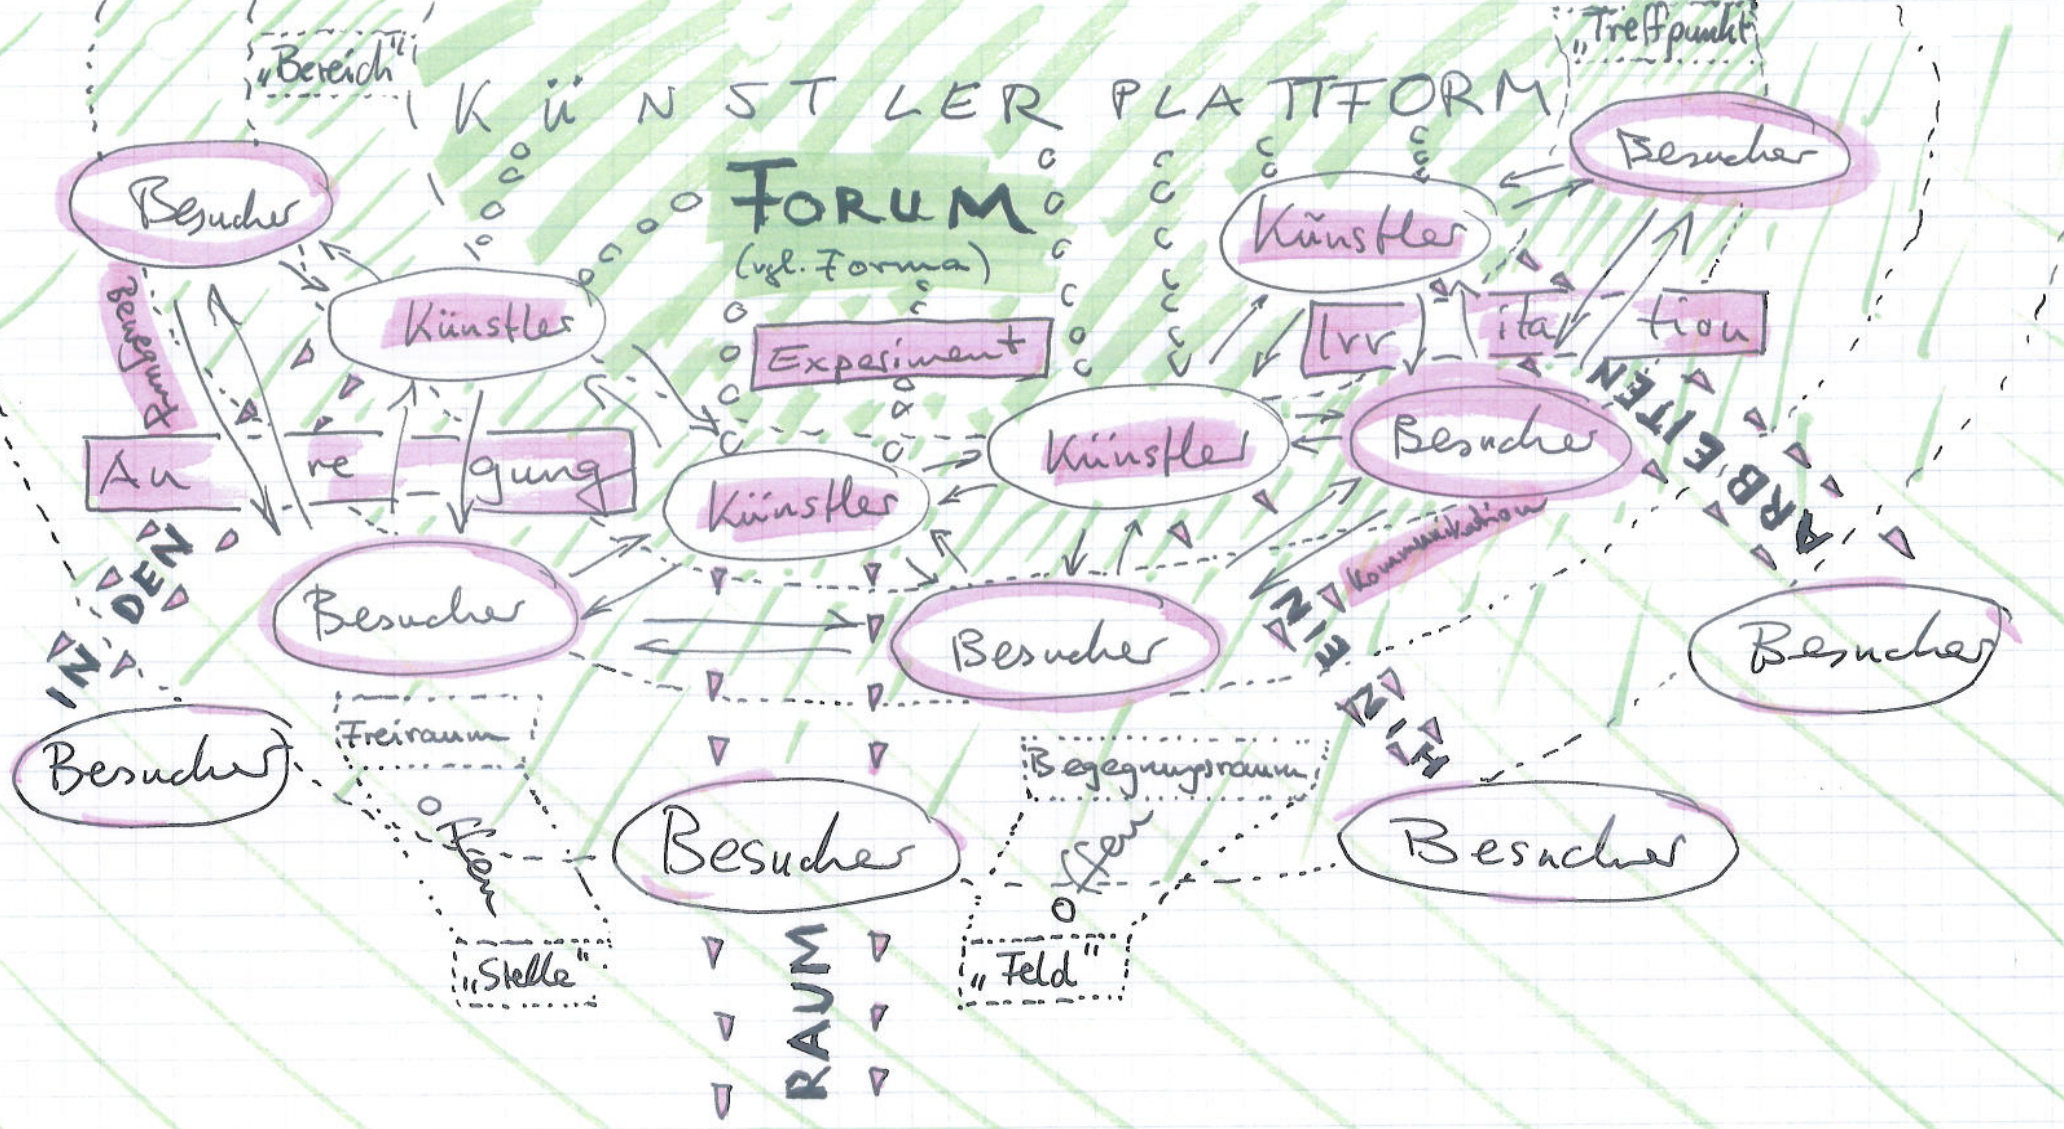 „Bereich“
„Treffpunkt“
KÜNSTLER PLATTFORM
Besucher
FORUM
(vgl. Forma)
Künstler
Besucher
Künstler
Bewegung
Experiment
Irr ita tion
An re gung
Künstler
Künstler
Besucher
Kommunikation
IN DEN
Besucher
Besucher
HINEIN
ARBEITEN
Besucher
Besucher
Freiraum
Begegnungsraum
Offen
Besucher
Offen
Besucher
„Stelle“
RAUM
„Feld“